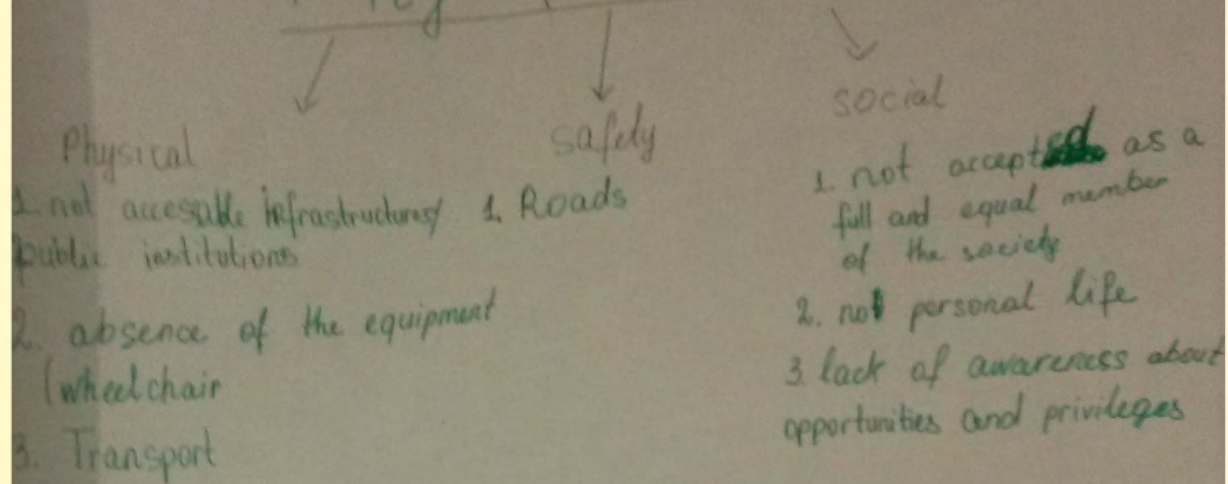 Physical
1. not accesable infrastructures/
public institutions
2. absence of the equipment
(wheelchair
3. Transport
safety
1. Roads
social
1. not accepted as a
full and equal member
of the society
2. not personal life
3. lack of awareness about
opportunities and privileges